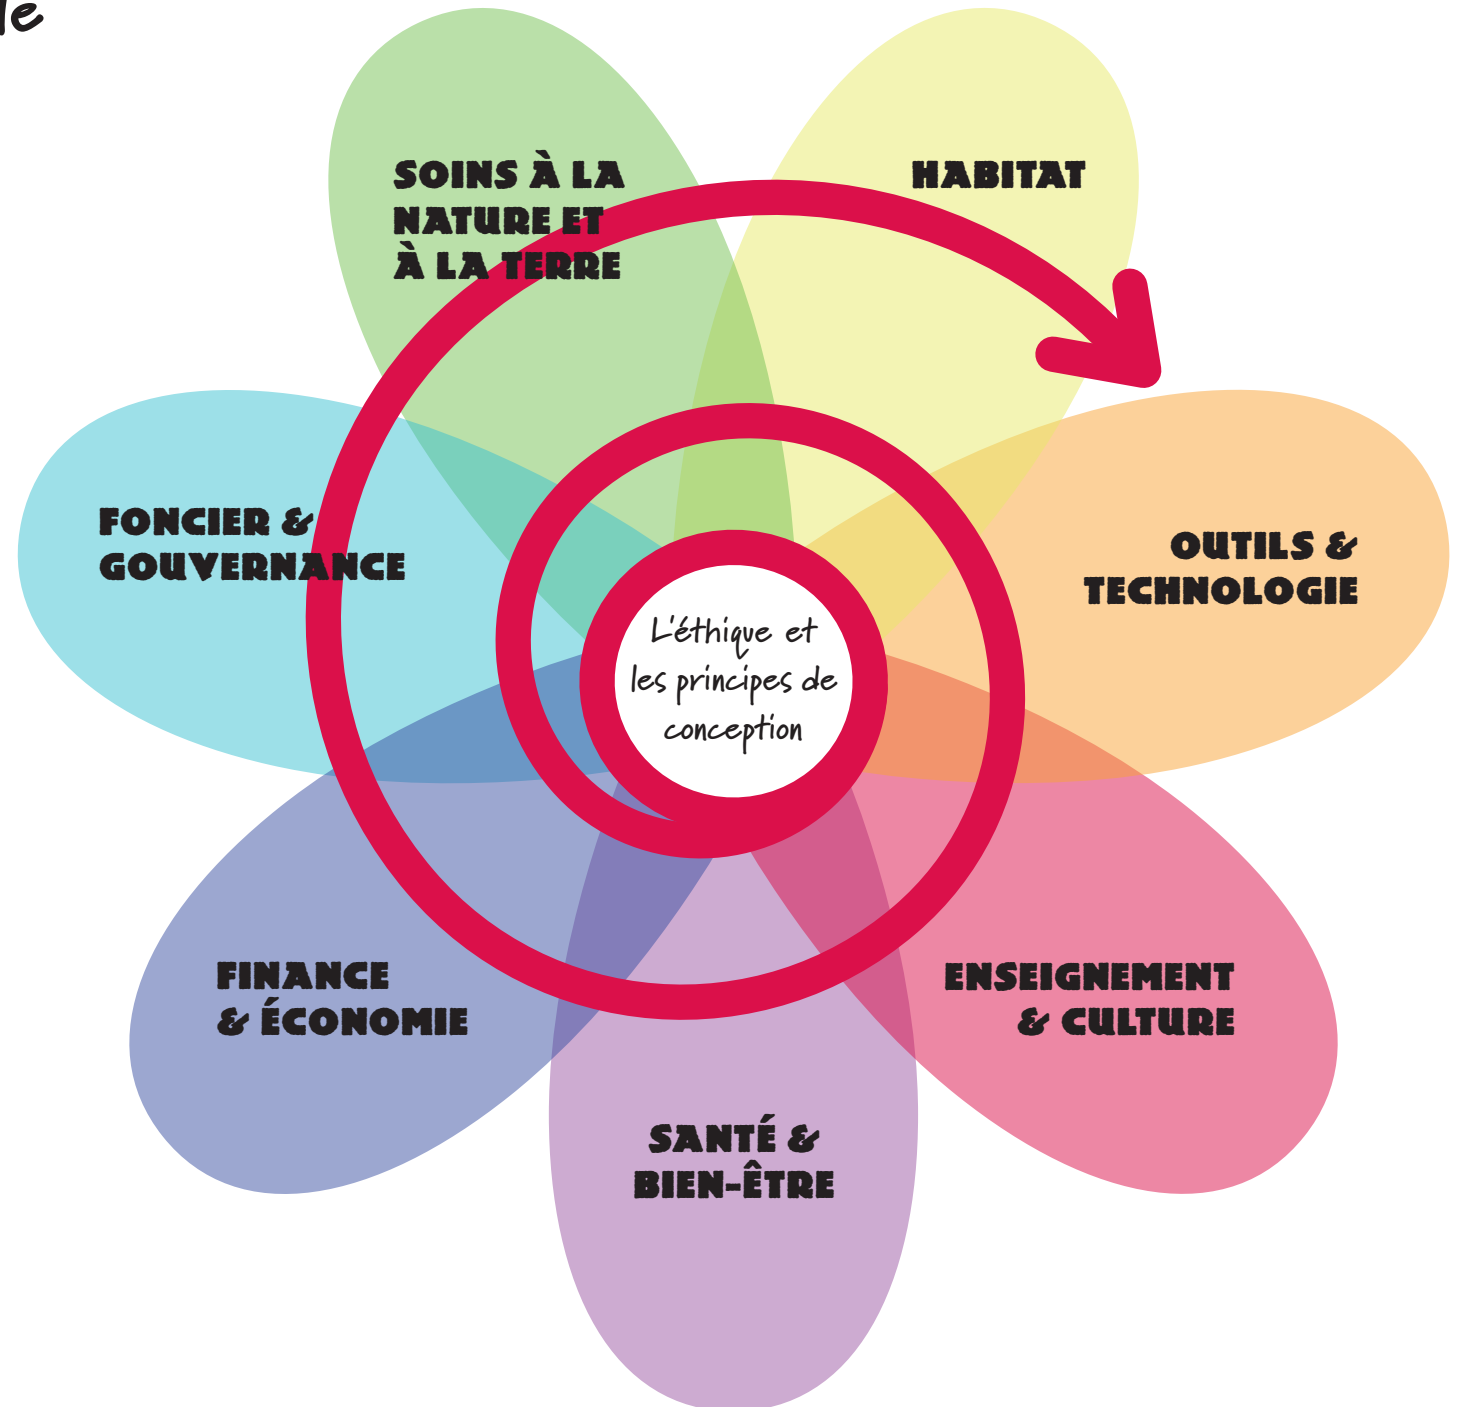 SOINS À LA
NATURE ET
À LA TERRE
HABITAT
FONCIER &
GOUVERNANCE
OUTILS &
TECHNOLOGIE
L'éthique et
les principes de
conception
FINANCE
& ÉCONOMIE
ENSEIGNEMENT
& CULTURE
SANTÉ &
BIEN-ÊTRE